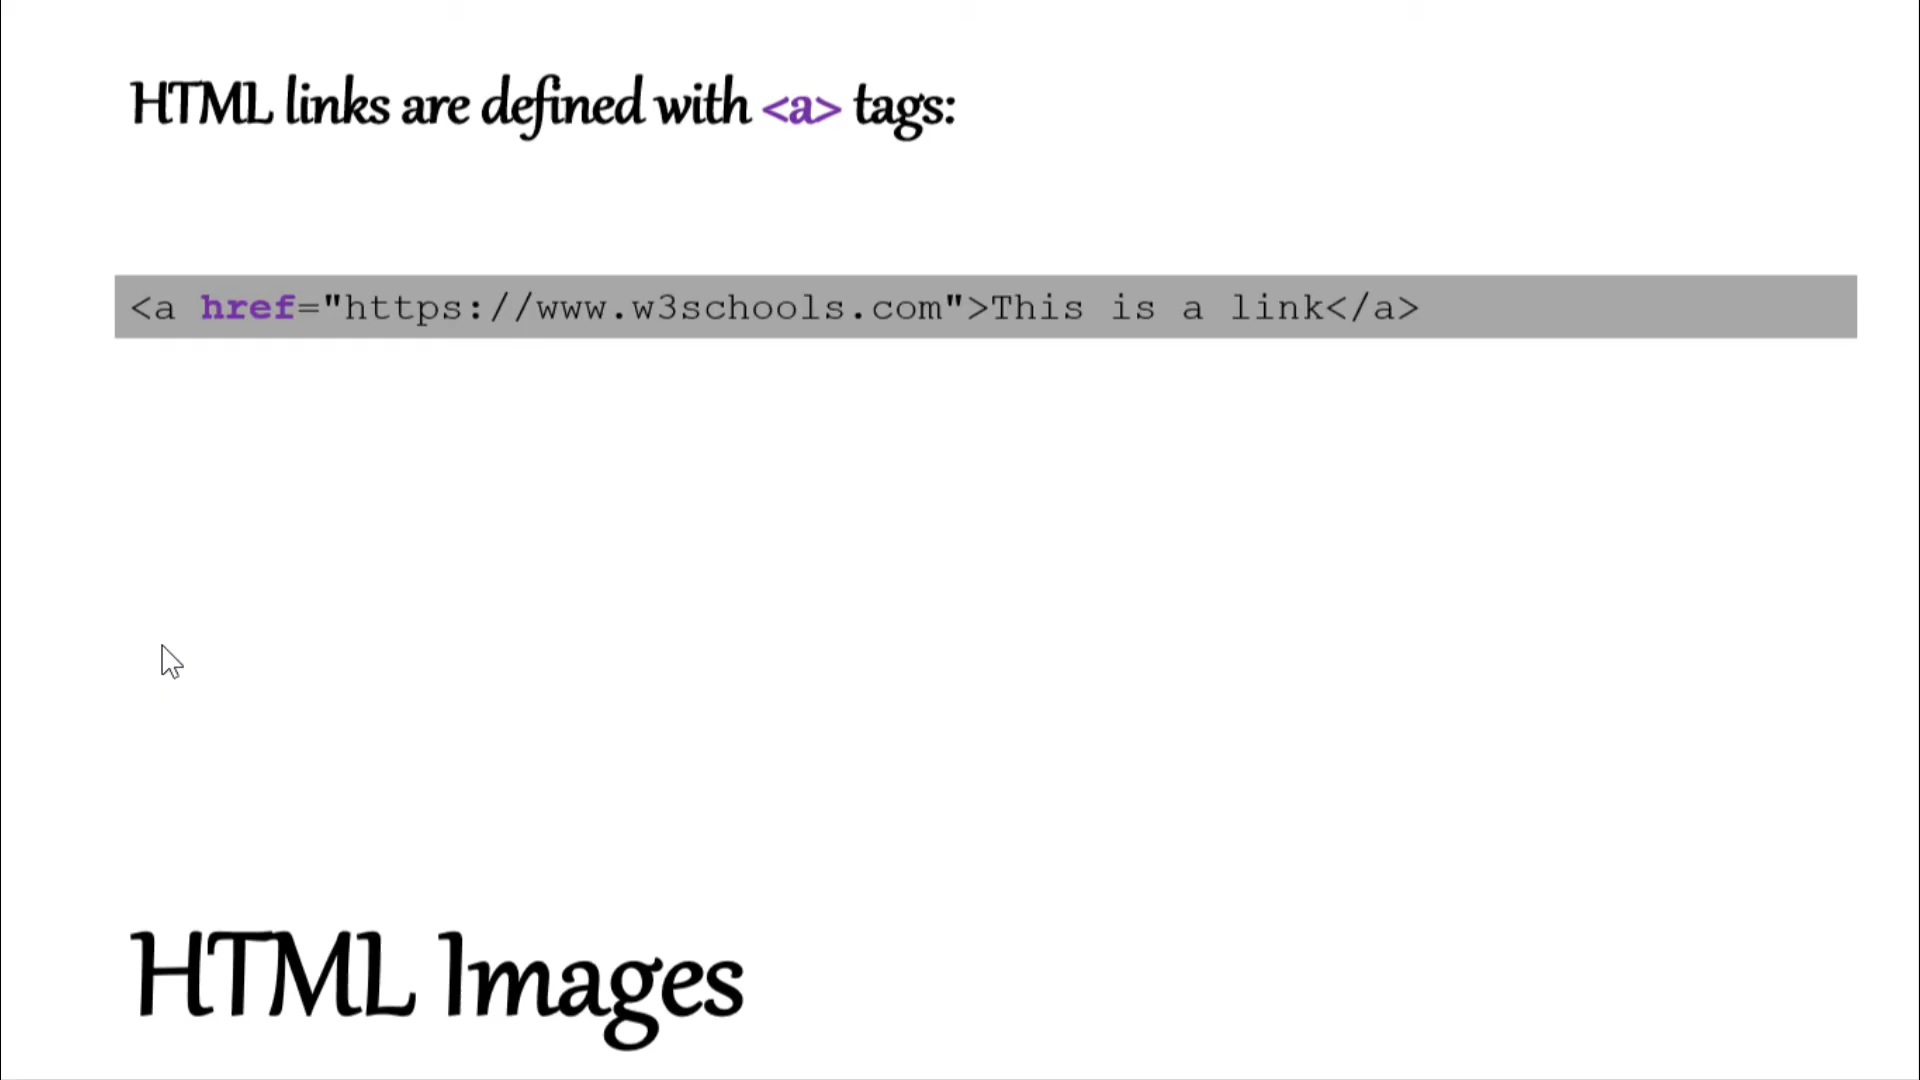 HTML links are defined with <a> tags:
<a href="https://www.w3schools.com">This is a link</a>
HTML Images